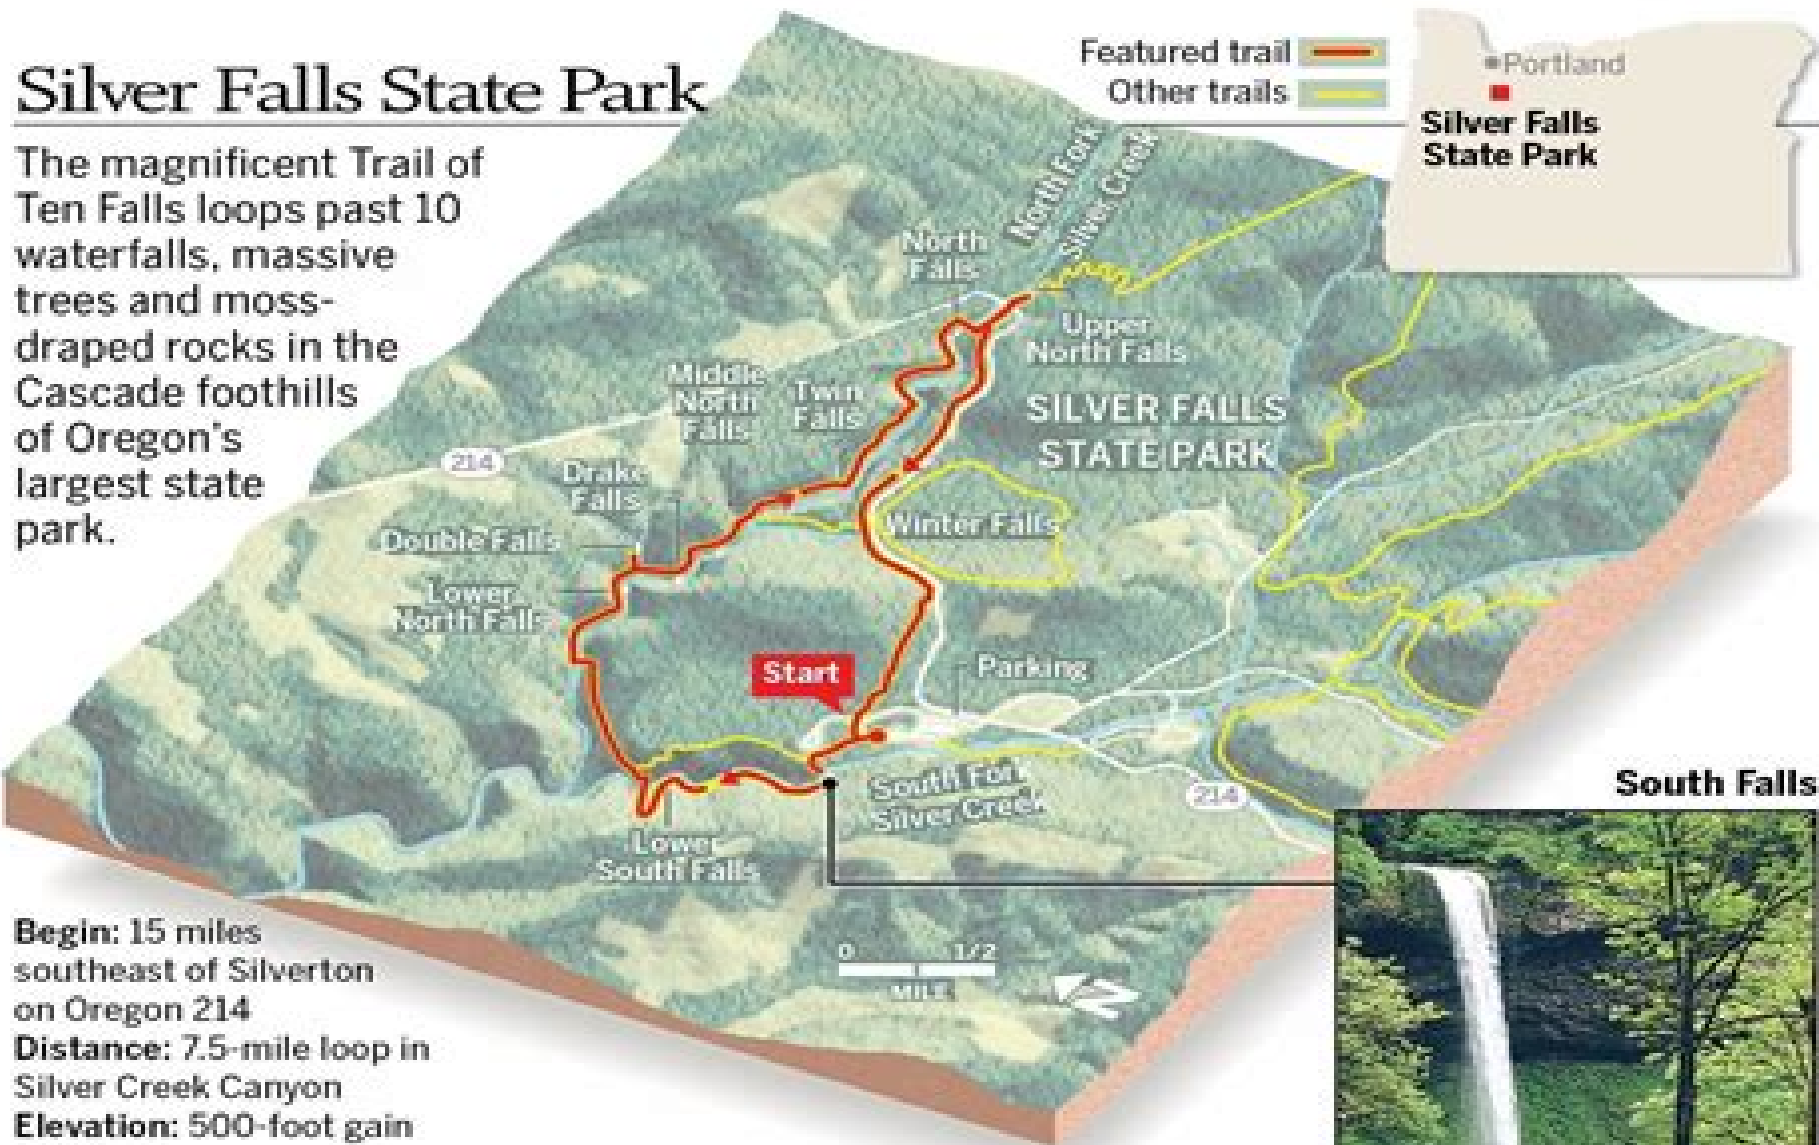 Silver Falls State Park
The magnificent Trail of
Ten Falls loops past 10
waterfalls, massive
trees and moss-
draped rocks in the
Cascade foothills
of Oregon's
largest state
park.
Featured trail
Other trails
Portland
Silver Falls
State Park
North Fork
Silver Creek
North
Falls
Upper
North Falls
Middle
North
Falls
Twin
Falls
SILVER FALLS
STATE PARK
214
Drake
Falls
Double Falls
Winter Falls
Lower
North Falls
Start
Parking
South Fork
Silver Creek
214
Lower
South Falls
South Falls
0 1/2
MILE
N
Begin: 15 miles
southeast of Silverton
on Oregon 214
Distance: 7.5-mile loop in
Silver Creek Canyon
Elevation: 500-foot gain